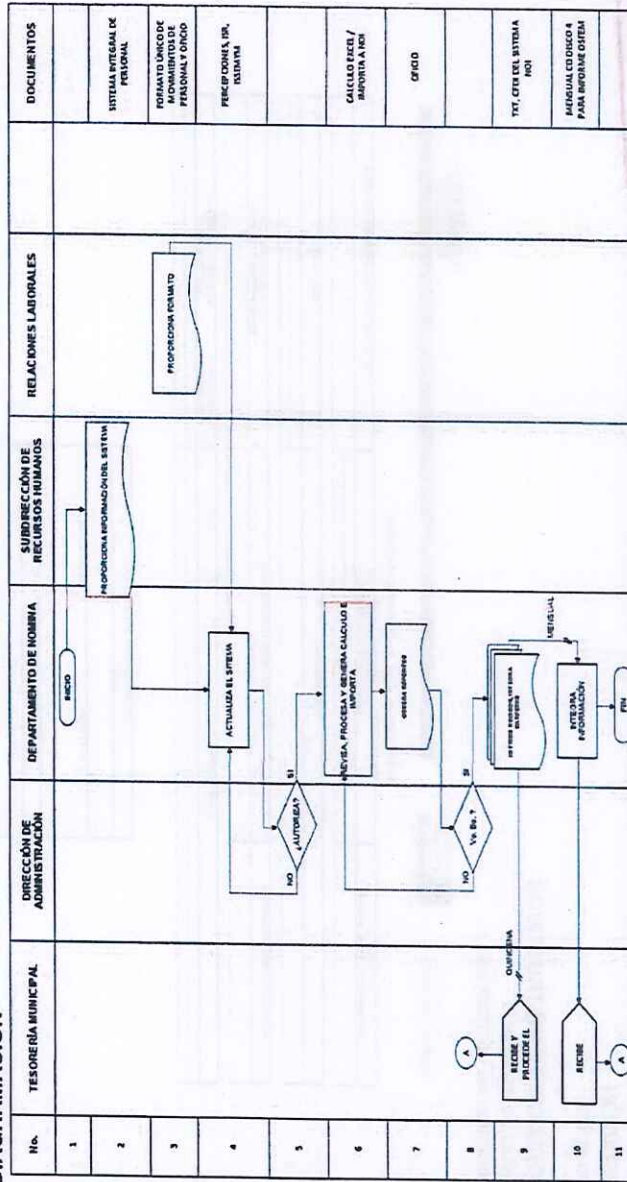 No.
TESORERÍA MUNICIPAL
DIRECCIÓN DE
ADMINISTRACIÓN
DEPARTAMENTO DE NOMINA
SUBDIRECCIÓN DE
RECURSOS HUMANOS
RELACIONES LABORALES
DOCUMENTOS
1
INICIO
2
PROPORCIONA INFORMACIÓN DEL SISTEMA
SISTEMA INTEGRAL DE
PERSONAL
3
PROPORCIONA FORMATO
FORMATO ÚNICO DE
MOVIMIENTOS DE
PERSONAL Y OFICIO
4
ACTUALIZA EL SITEMA
PERCEPCIONES, ISR,
ISSEMYM
5
¿AUTORIZA?
NO
SI
6
REVISA, PROCESA Y GENERA CALCULO E
IMPORTA
CALCULO EXCEL /
IMPORTA A NOI
7
OFICIO
8
Vo. Bo. ?
NO
SI
A
9
RECIBE Y
PROCEDE EL
QUINCENA
TXT, CFDI DEL SISTEMA
NOI
MENSUAL
10
RECIBE
INTEGRA
INFORMACIÓN
MENSUAL CD DISCO 4
PARA INFORME OSFEM
11
A
FIN